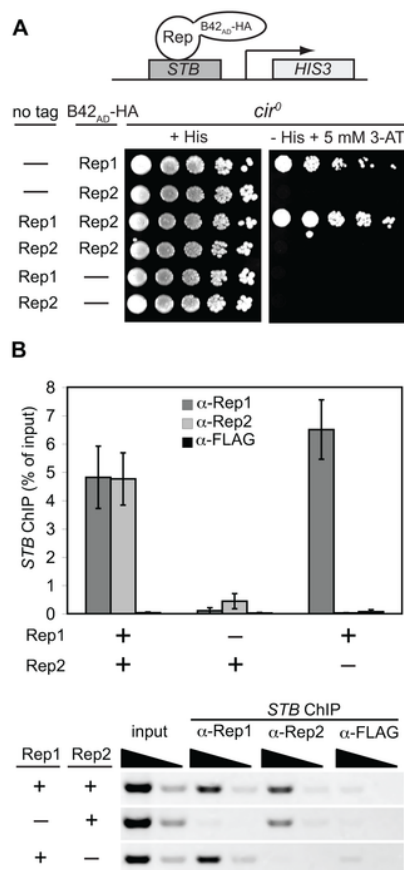 A
Rep
B42AD-HA
STB
HIS3
no tag B42AD-HA cir0
+ His - His + 5 mM 3-AT
— Rep1
— Rep2
Rep1 Rep2
Rep2 Rep2
Rep1 —
Rep2 —
B
STB ChIP (% of input)
8
7
6
5
4
3
2
1
0
α-Rep1
α-Rep2
α-FLAG
Rep1 + − +
Rep2 + + −
STB ChIP
input α-Rep1 α-Rep2 α-FLAG
Rep1 Rep2
+ +
− +
+ −